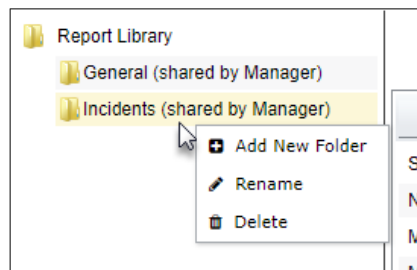 Report Library
General (shared by Manager)
Incidents (shared by Manager)
Add New Folder
Rename
Delete